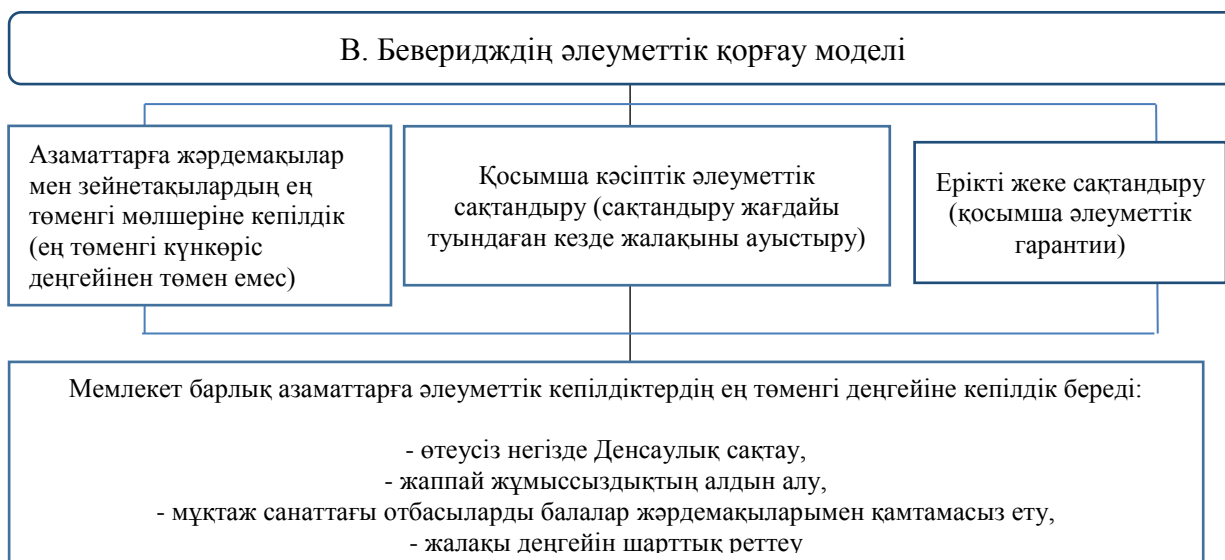 В. Бевериджdің әлеуметтік қорғау моделі
Азаматтарға жәрдемақылар
мен зейнетақылардың ең
төменгі мөлшеріне кепілдік
(ең төменгі күнкөріс
деңгейінен төмен емес)
Қосымша кәсіптік әлеуметтік
сақтандыру (сақтандыру жағдайы
туындаған кезде жалақыны ауыстыру)
Ерікті жеке сақтандыру
(қосымша әлеуметтік
гарантии)
Мемлекет барлық азаматтарға әлеуметтік кепілдіктердің ең төменгі деңгейіне кепілдік береді:
- өтеусіз негізде Денсаулық сақтау,
- жаппай жұмыссыздықтың алдын алу,
- мұқтаж санаттағы отбасыларды балалар жәрдемақыларымен қамтамасыз ету,
- жалақы деңгейін шарттық реттеу